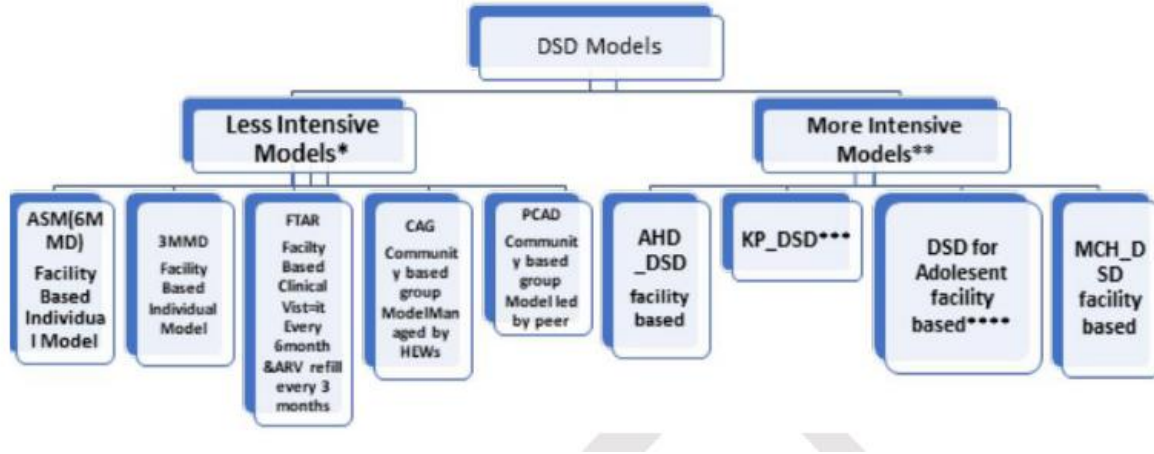 DSD Models
Less Intensive
Models*
More Intensive
Models**
ASM(6M
MD)
Facility
Based
Individua
l Model
3MMD
Facility
Based
Individual
Model
FTAR
Facilty
Based
Clinical
Vist=it
Every
6month
&ARV refill
every 3
months
CAG
Communit
y based
group
ModelMan
aged by
HEWs
PCAD
Communit
y based
group
Model led
by peer
AHD
_DSD
facility
based
KP_DSD***
DSD for
Adolesent
facility
based****
MCH_D
SD
facility
based